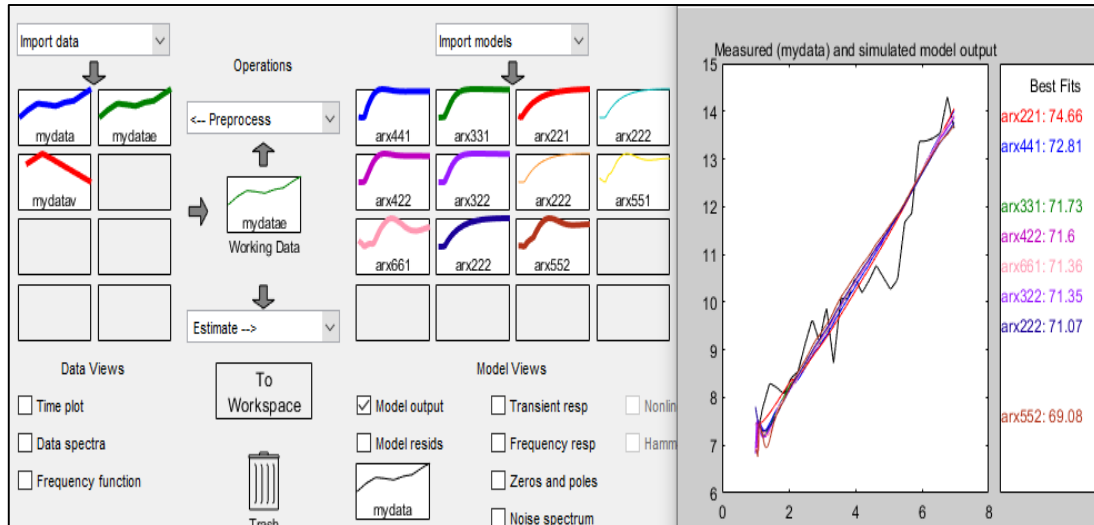 Import data
Operations
Import models
mydata
mydatae
<-- Preprocess
arx441
arx331
arx221
arx222
mydatav
mydatae
Working Data
arx422
arx322
arx222
arx551
arx661
arx222
arx552
Estimate -->
Data Views
To
Workspace
Model Views
Time plot
Data spectra
Frequency function
Trash
Model output
Transient resp
Nonlin
Model resids
Frequency resp
Hamm
mydata
Zeros and poles
Noise spectrum
Measured (mydata) and simulated model output
15
14
13
12
11
10
9
8
7
6
0
2
4
6
8
Best Fits
arx221: 74.66
arx441: 72.81
arx331: 71.73
arx422: 71.6
arx661: 71.36
arx322: 71.35
arx222: 71.07
arx552: 69.08